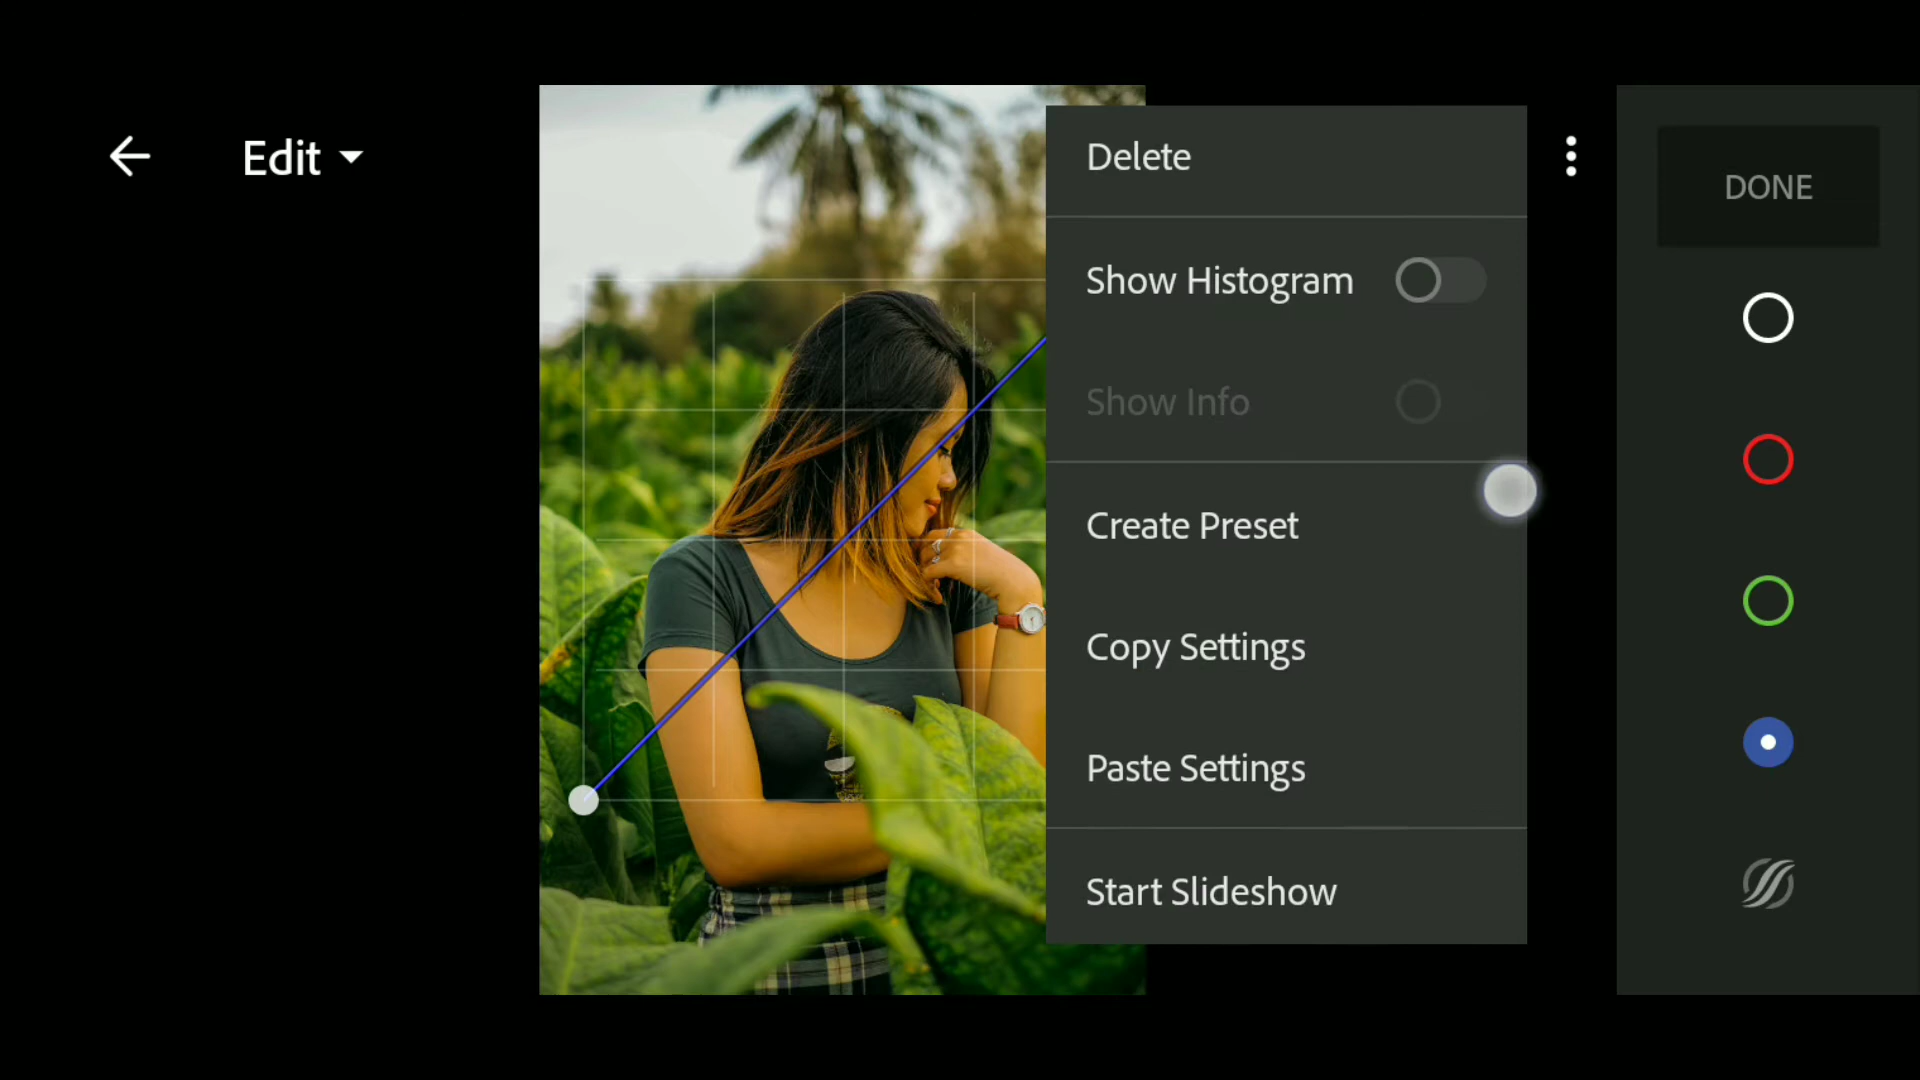 Edit
Delete
Show Histogram
Show Info
Create Preset
Copy Settings
Paste Settings
Start Slideshow
DONE